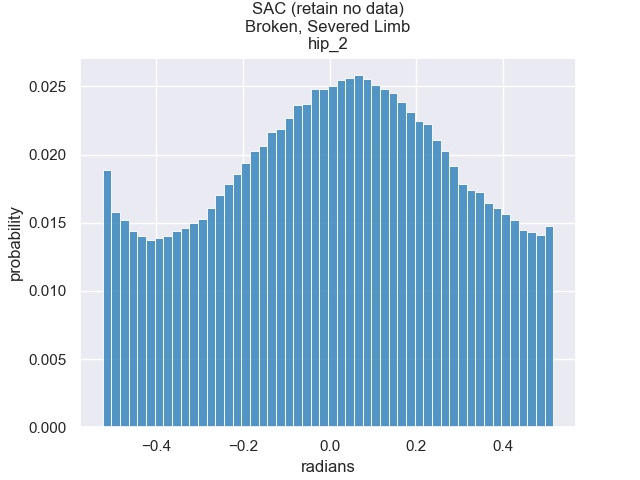 SAC (retain no data)
Broken, Severed Limb
hip_2
0.025
0.020
0.015
0.010
0.005
0.000
probability
−0.4
−0.2
0.0
0.2
0.4
radians